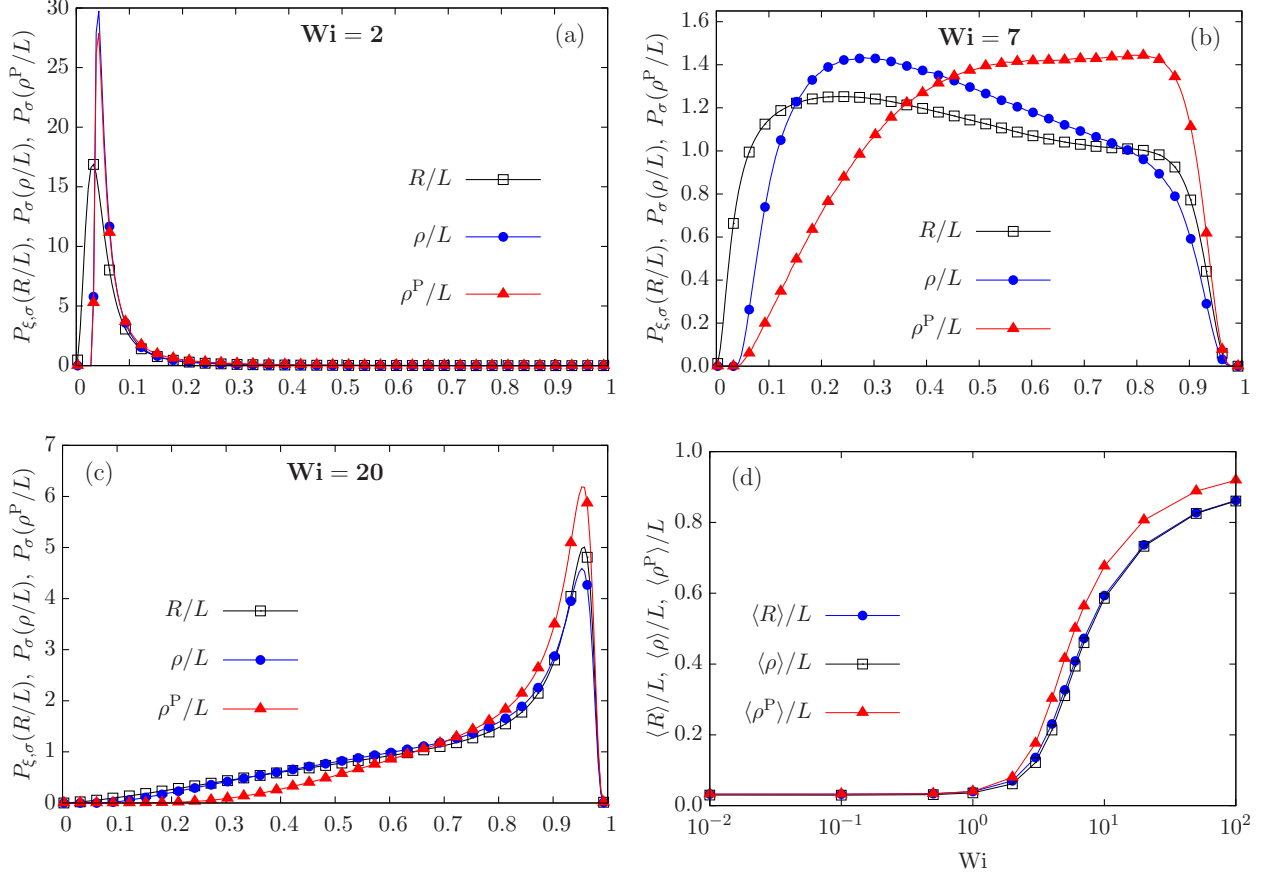 P_{ξ,σ}(R/L), P_σ(ρ/L), P_σ(ρ^P/L)
30
25
20
15
10
5
0
Wi = 2
(a)
R/L
ρ/L
ρ^P/L
0 0.1 0.2 0.3 0.4 0.5 0.6 0.7 0.8 0.9 1
P_{ξ,σ}(R/L), P_σ(ρ/L), P_σ(ρ^P/L)
1.6
1.4
1.2
1.0
0.8
0.6
0.4
0.2
0.0
Wi = 7
(b)
R/L
ρ/L
ρ^P/L
0 0.1 0.2 0.3 0.4 0.5 0.6 0.7 0.8 0.9 1
P_{ξ,σ}(R/L), P_σ(ρ/L), P_σ(ρ^P/L)
7
6
5
4
3
2
1
0
(c)
Wi = 20
R/L
ρ/L
ρ^P/L
0 0.1 0.2 0.3 0.4 0.5 0.6 0.7 0.8 0.9 1
⟨R⟩/L, ⟨ρ⟩/L, ⟨ρ^P⟩/L
1.0
0.8
0.6
0.4
0.2
0.0
(d)
⟨R⟩/L
⟨ρ⟩/L
⟨ρ^P⟩/L
10^{−2} 10^{−1} 10^0 10^1 10^2
Wi